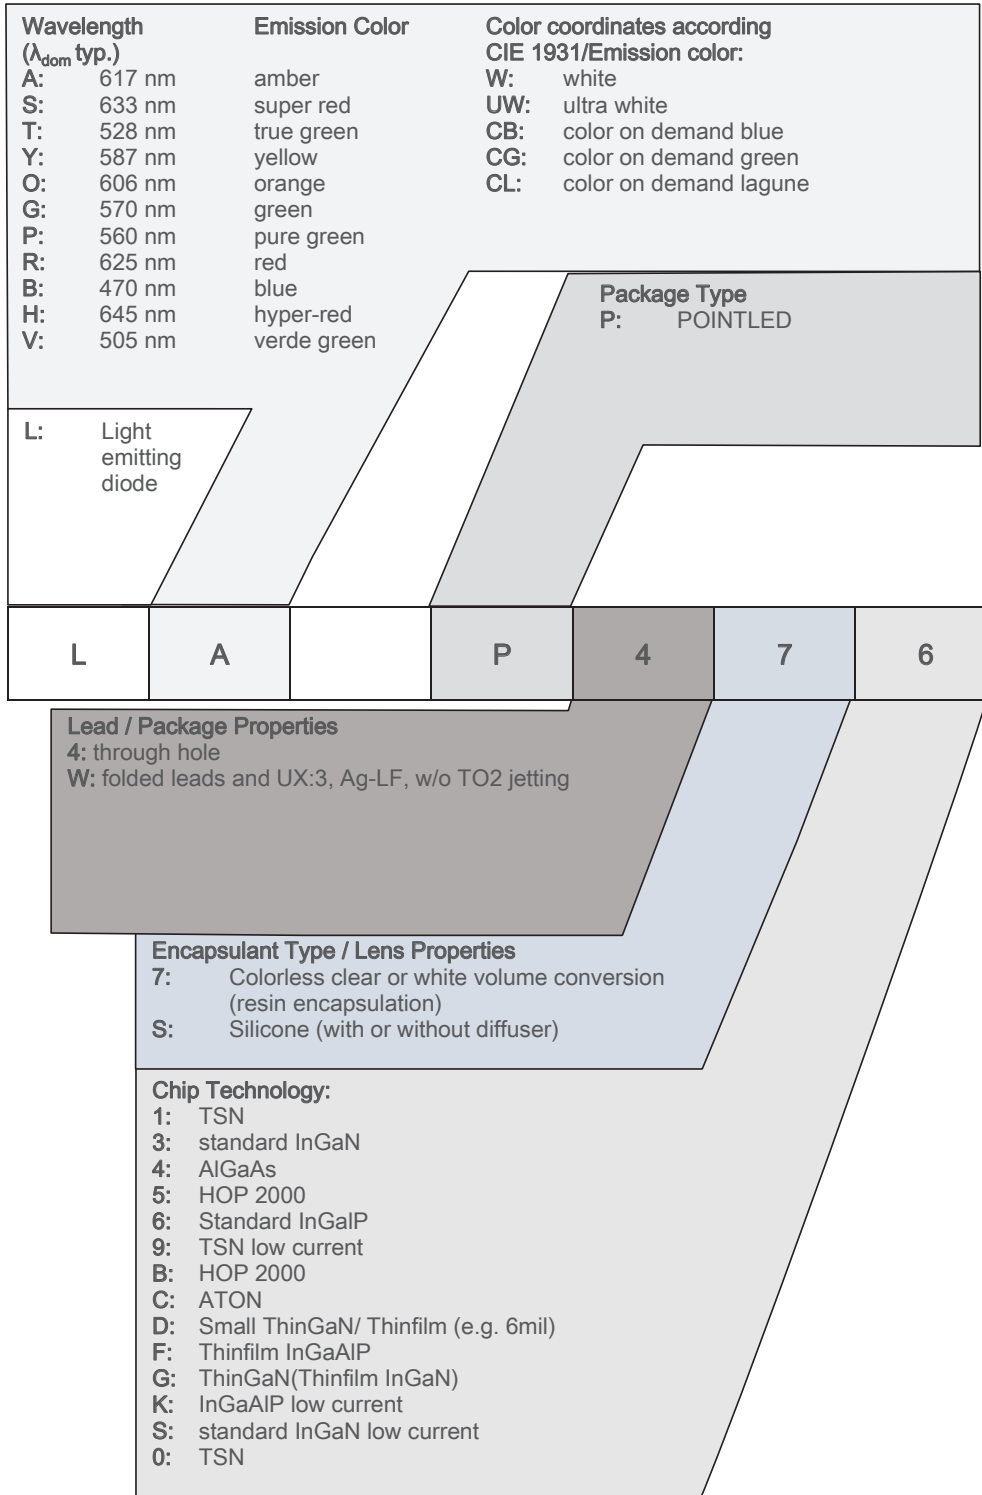 Wavelength Emission Color
(λdom typ.)
A: 617 nm amber
S: 633 nm super red
T: 528 nm true green
Y: 587 nm yellow
O: 606 nm orange
G: 570 nm green
P: 560 nm pure green
R: 625 nm red
B: 470 nm blue
H: 645 nm hyper-red
V: 505 nm verde green
Color coordinates according
CIE 1931/Emission color:
W: white
UW: ultra white
CB: color on demand blue
CG: color on demand green
CL: color on demand lagune
Package Type
P: POINTLED
L: Light
emitting
diode
L A P 4 7 6
Lead / Package Properties
4: through hole
W: folded leads and UX:3, Ag-LF, w/o TO2 jetting
Encapsulant Type / Lens Properties
7: Colorless clear or white volume conversion
(resin encapsulation)
S: Silicone (with or without diffuser)
Chip Technology:
1: TSN
3: standard InGaN
4: AlGaAs
5: HOP 2000
6: Standard InGalP
9: TSN low current
B: HOP 2000
C: ATON
D: Small ThinGaN/ Thinfilm (e.g. 6mil)
F: Thinfilm InGaAlP
G: ThinGaN(Thinfilm InGaN)
K: InGaAlP low current
S: standard InGaN low current
0: TSN